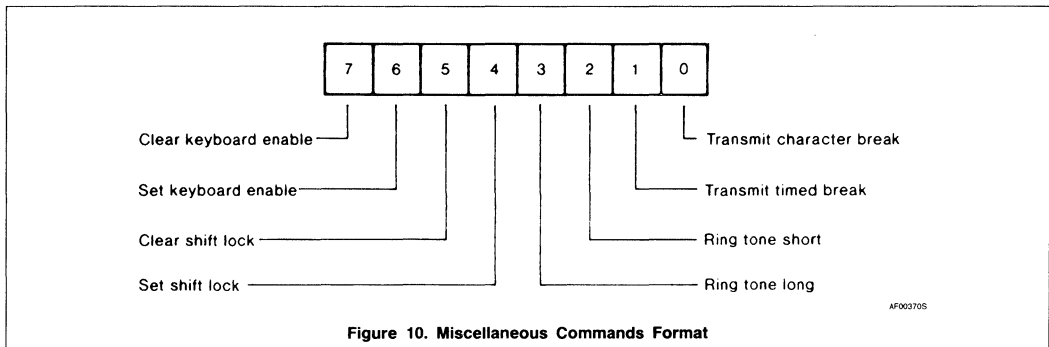 7 6 5 4 3 2 1 0
Clear keyboard enable Transmit character break
Set keyboard enable Transmit timed break
Clear shift lock Ring tone short
Set shift lock Ring tone long
AF00370S
Figure 10. Miscellaneous Commands Format